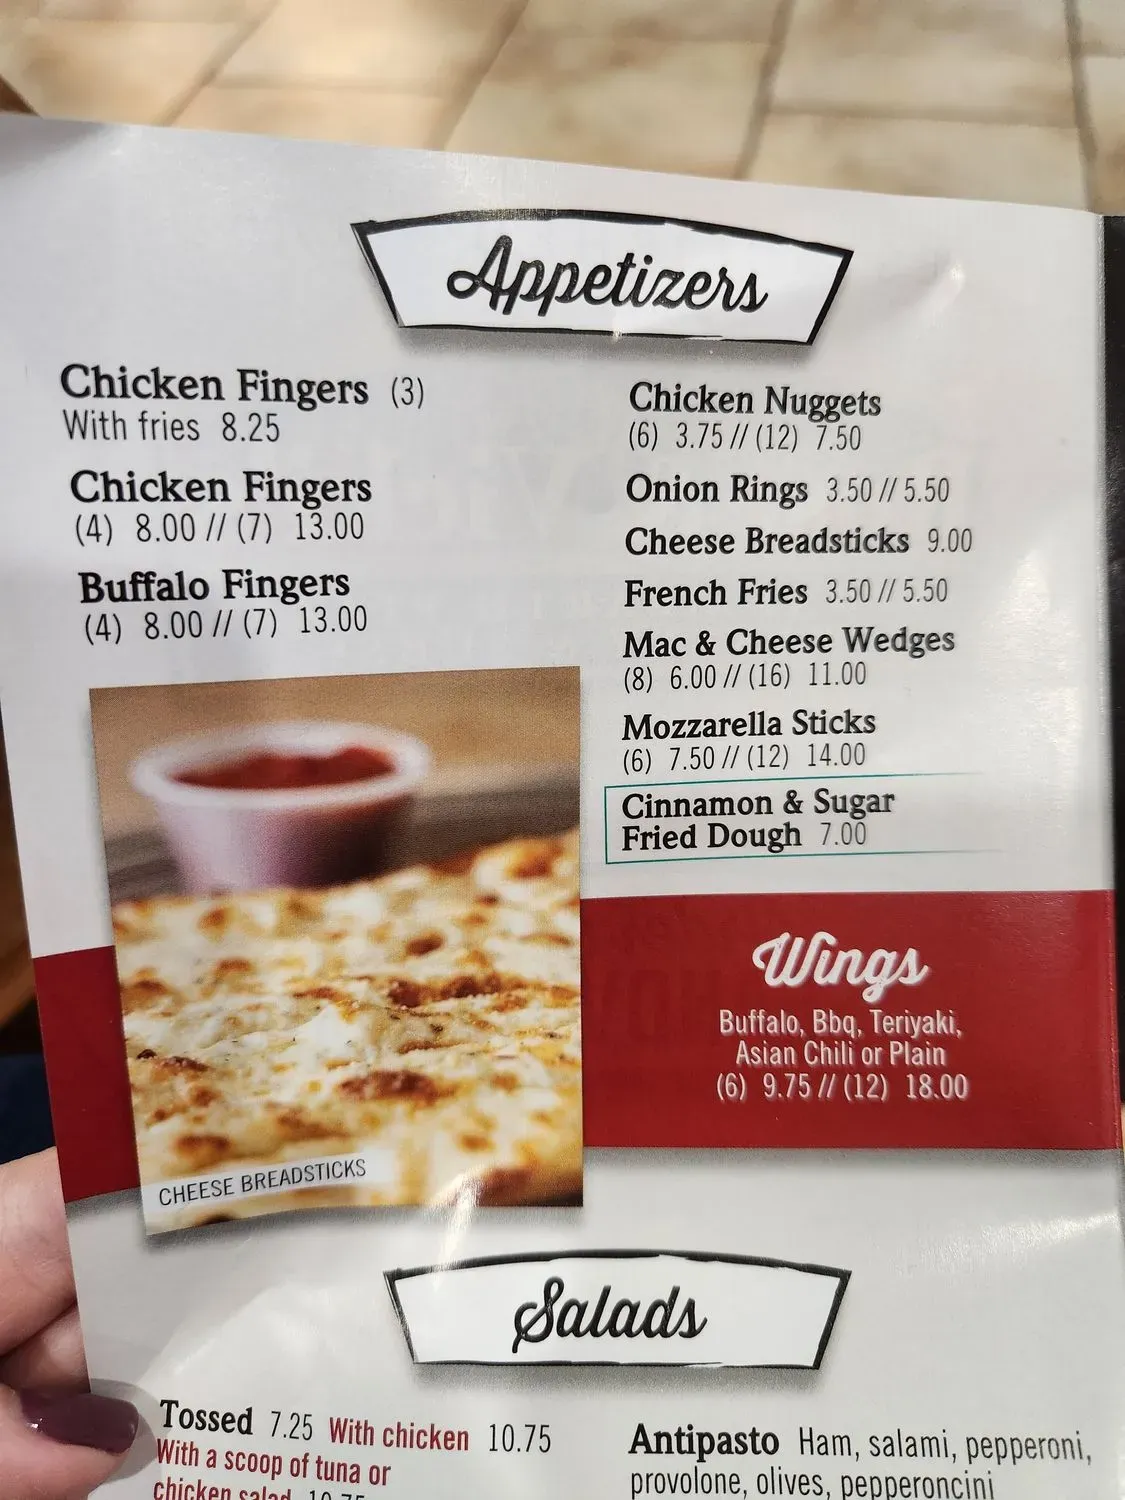 Appetizers
Chicken Fingers (3)
With fries 8.25
Chicken Fingers
(4) 8.00 // (7) 13.00
Buffalo Fingers
(4) 8.00 // (7) 13.00
CHEESE BREADSTICKS
Chicken Nuggets
(6) 3.75 // (12) 7.50
Onion Rings 3.50 // 5.50
Cheese Breadsticks 9.00
French Fries 3.50 // 5.50
Mac & Cheese Wedges
(8) 6.00 // (16) 11.00
Mozzarella Sticks
(6) 7.50 // (12) 14.00
Cinnamon & Sugar
Fried Dough 7.00
Wings
Buffalo, Bbq, Teriyaki,
Asian Chili or Plain
(6) 9.75 // (12) 18.00
Salads
Tossed 7.25 With chicken 10.75
With a scoop of tuna or
chicken salad 10.75
Antipasto Ham, salami, pepperoni,
provolone, olives, pepperoncini